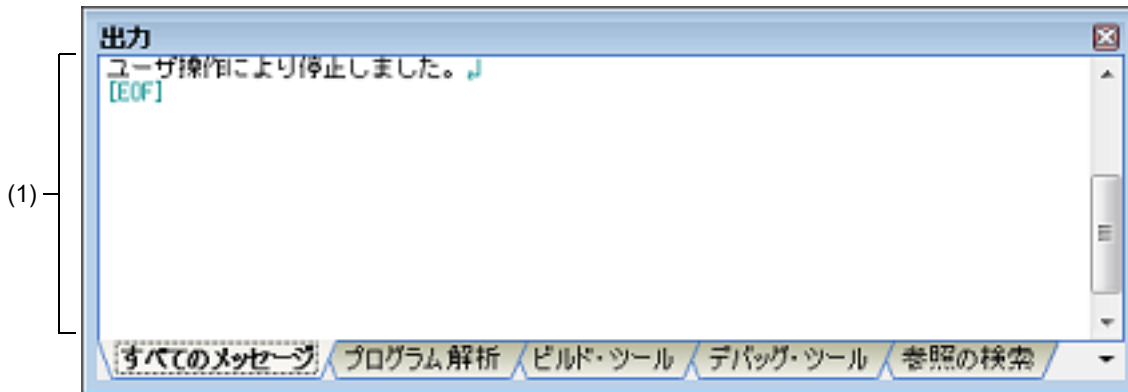 出力
ユーザ操作により停止しました。↲
[EOF]
(1)
すべてのメッセージ プログラム解析 ビルド・ツール デバッグ・ツール 参照の検索